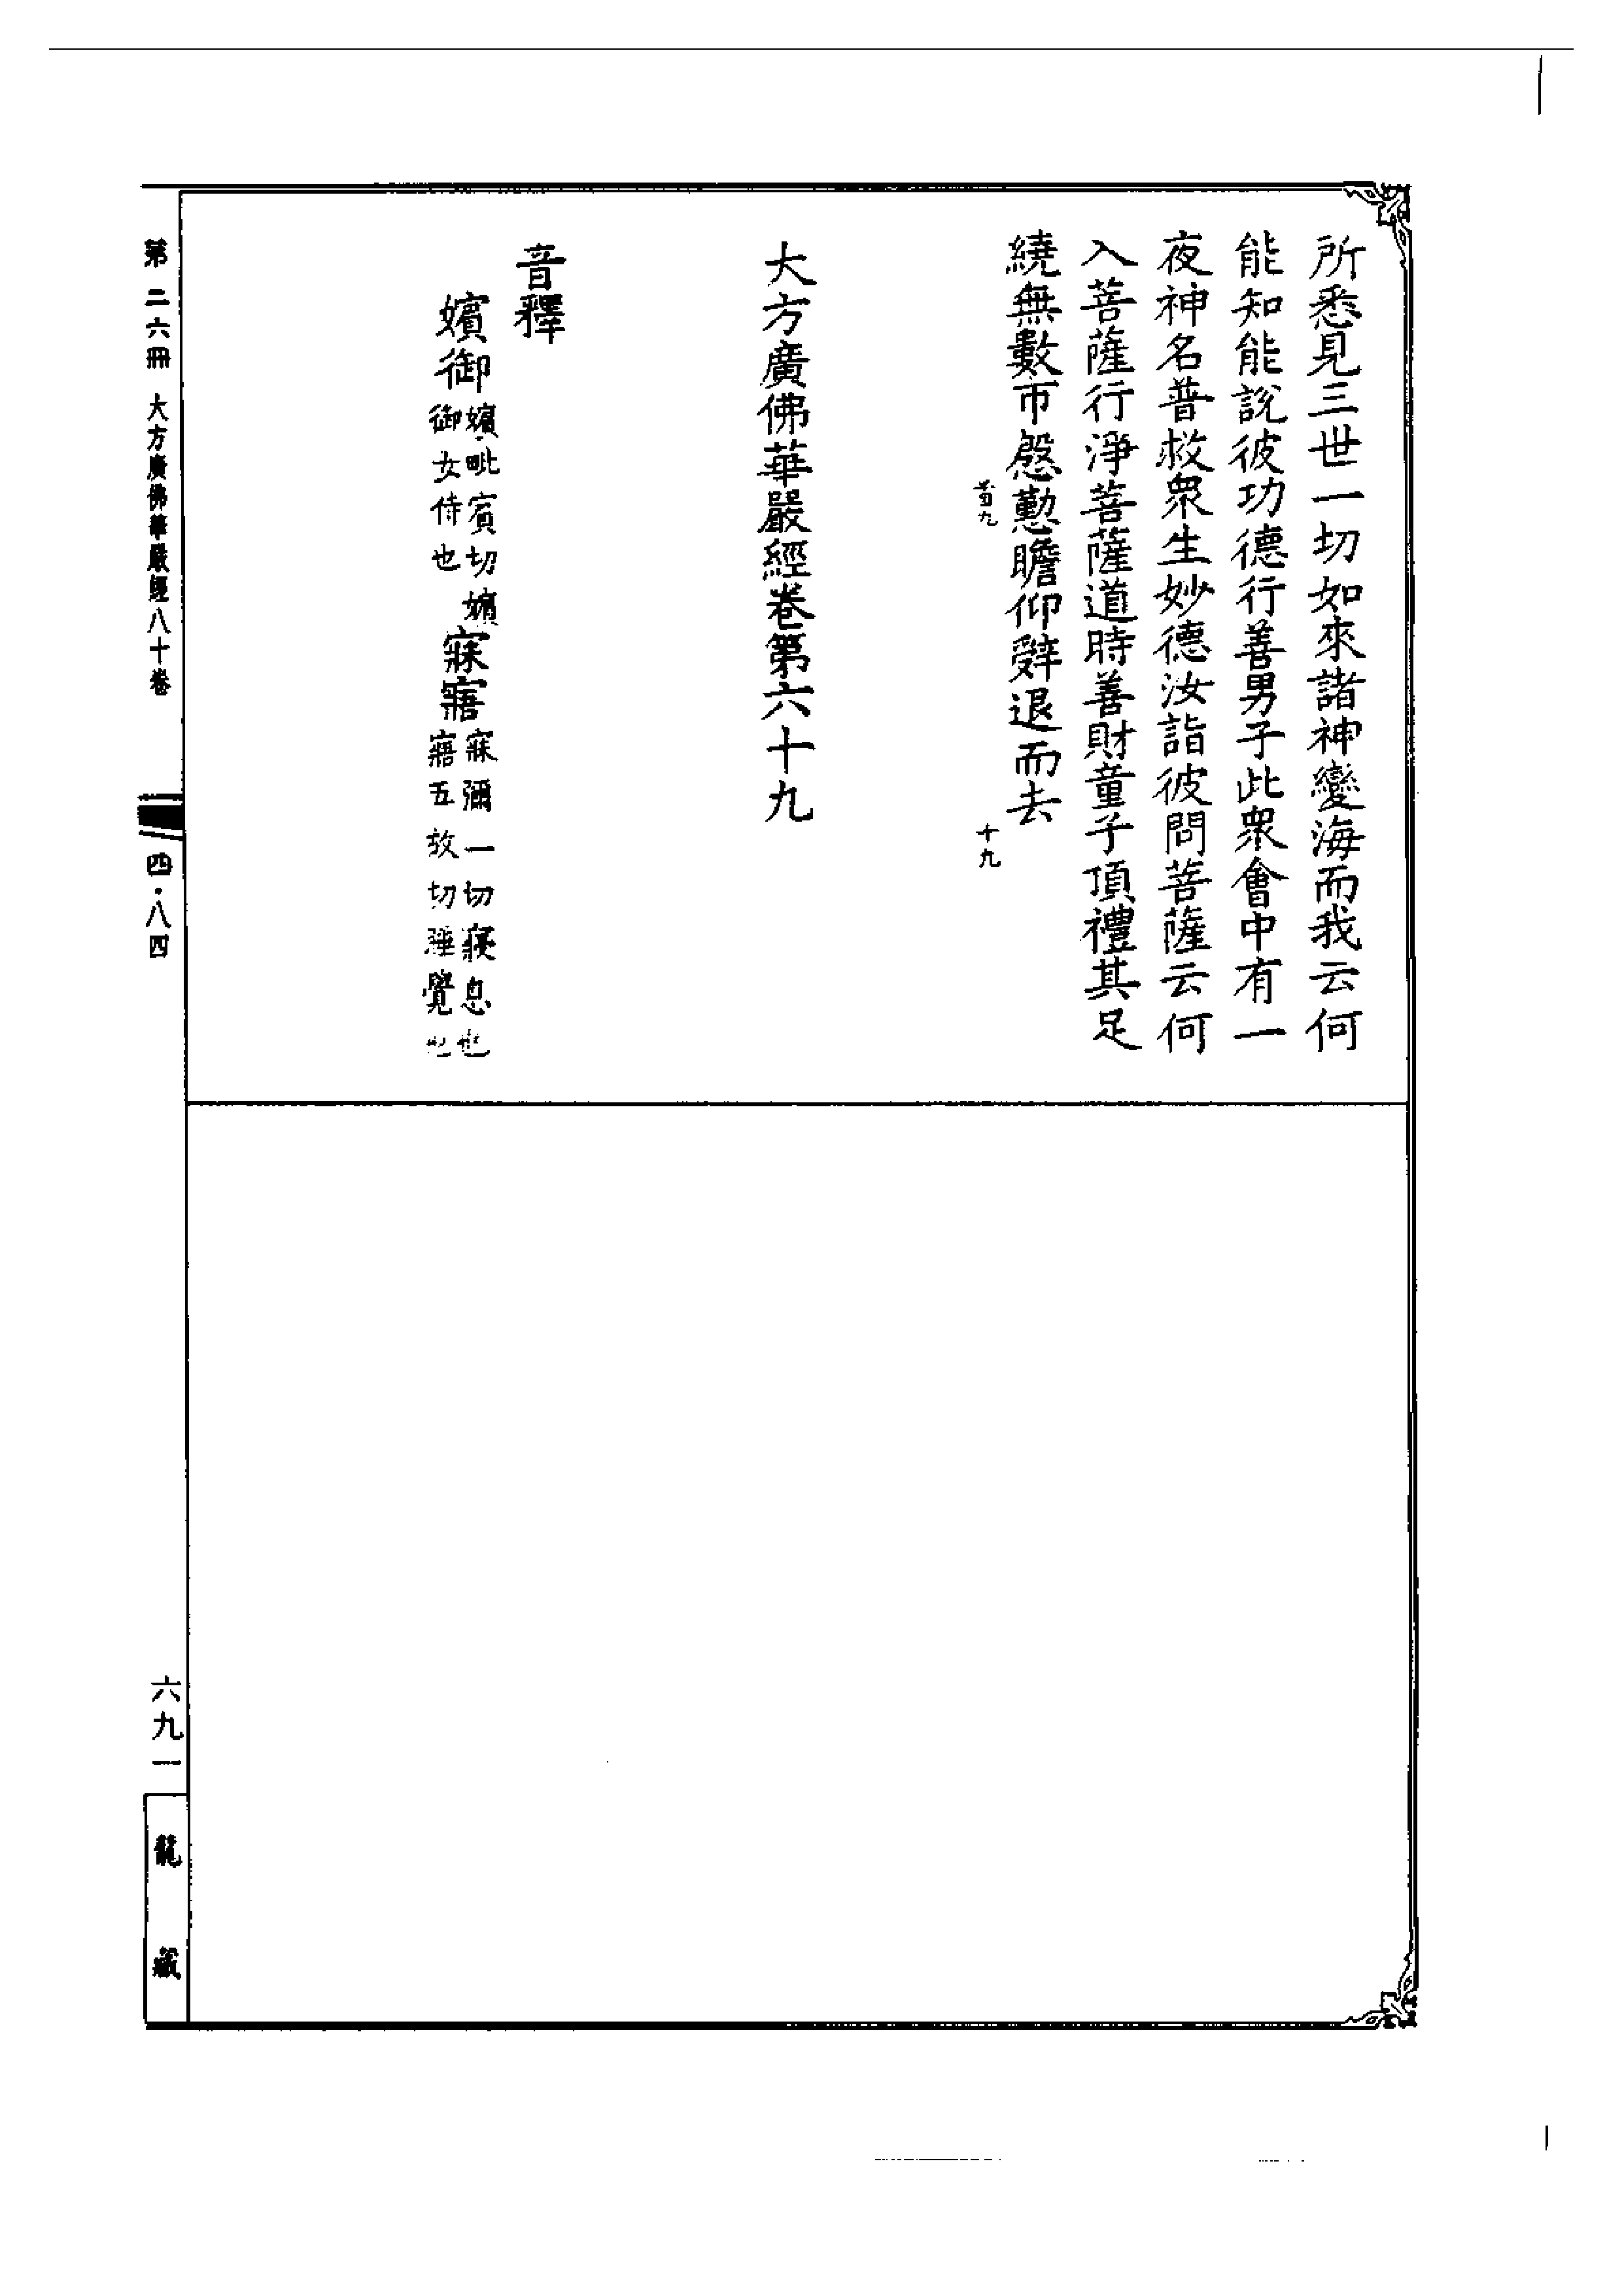 所悉見三世一切如來諸神變海而我云何
能知能說彼功德行善男子此衆會中有一
夜神名普救衆生妙德汝詣彼問菩薩云何
入菩薩行淨菩薩道時善財童子頂禮其足
繞無數帀慇懃瞻仰辭退而去
十九
大方廣佛華嚴經卷第六十九
音釋
嬪御
嬪毗賓切嬪
御女侍也
寐寤
寐彌一切寢息也
寤五故切睡覺也
第二六冊 大方廣佛華嚴經八十卷
四·八四
六九一
龍藏